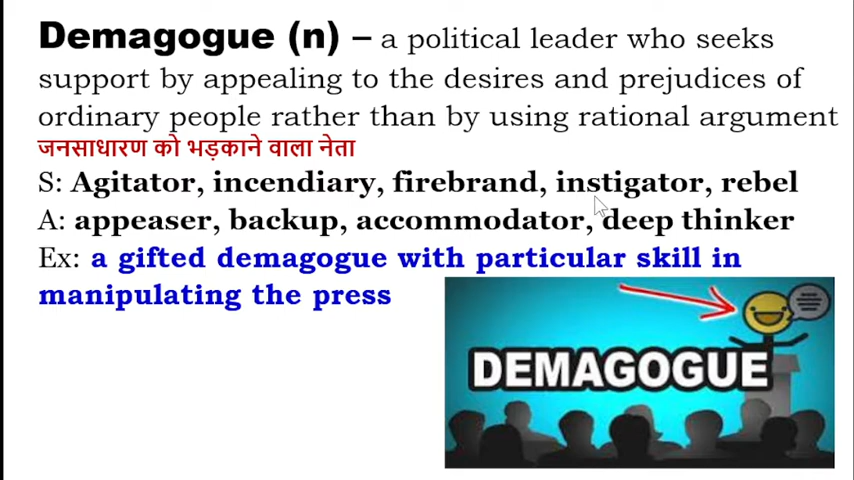 Demagogue (n) – a political leader who seeks
support by appealing to the desires and prejudices of
ordinary people rather than by using rational argument
जनसाधारण को भड़काने वाला नेता
S: Agitator, incendiary, firebrand, instigator, rebel
A: appeaser, backup, accommodator, deep thinker
Ex: a gifted demagogue with particular skill in
manipulating the press
DEMAGOGUE